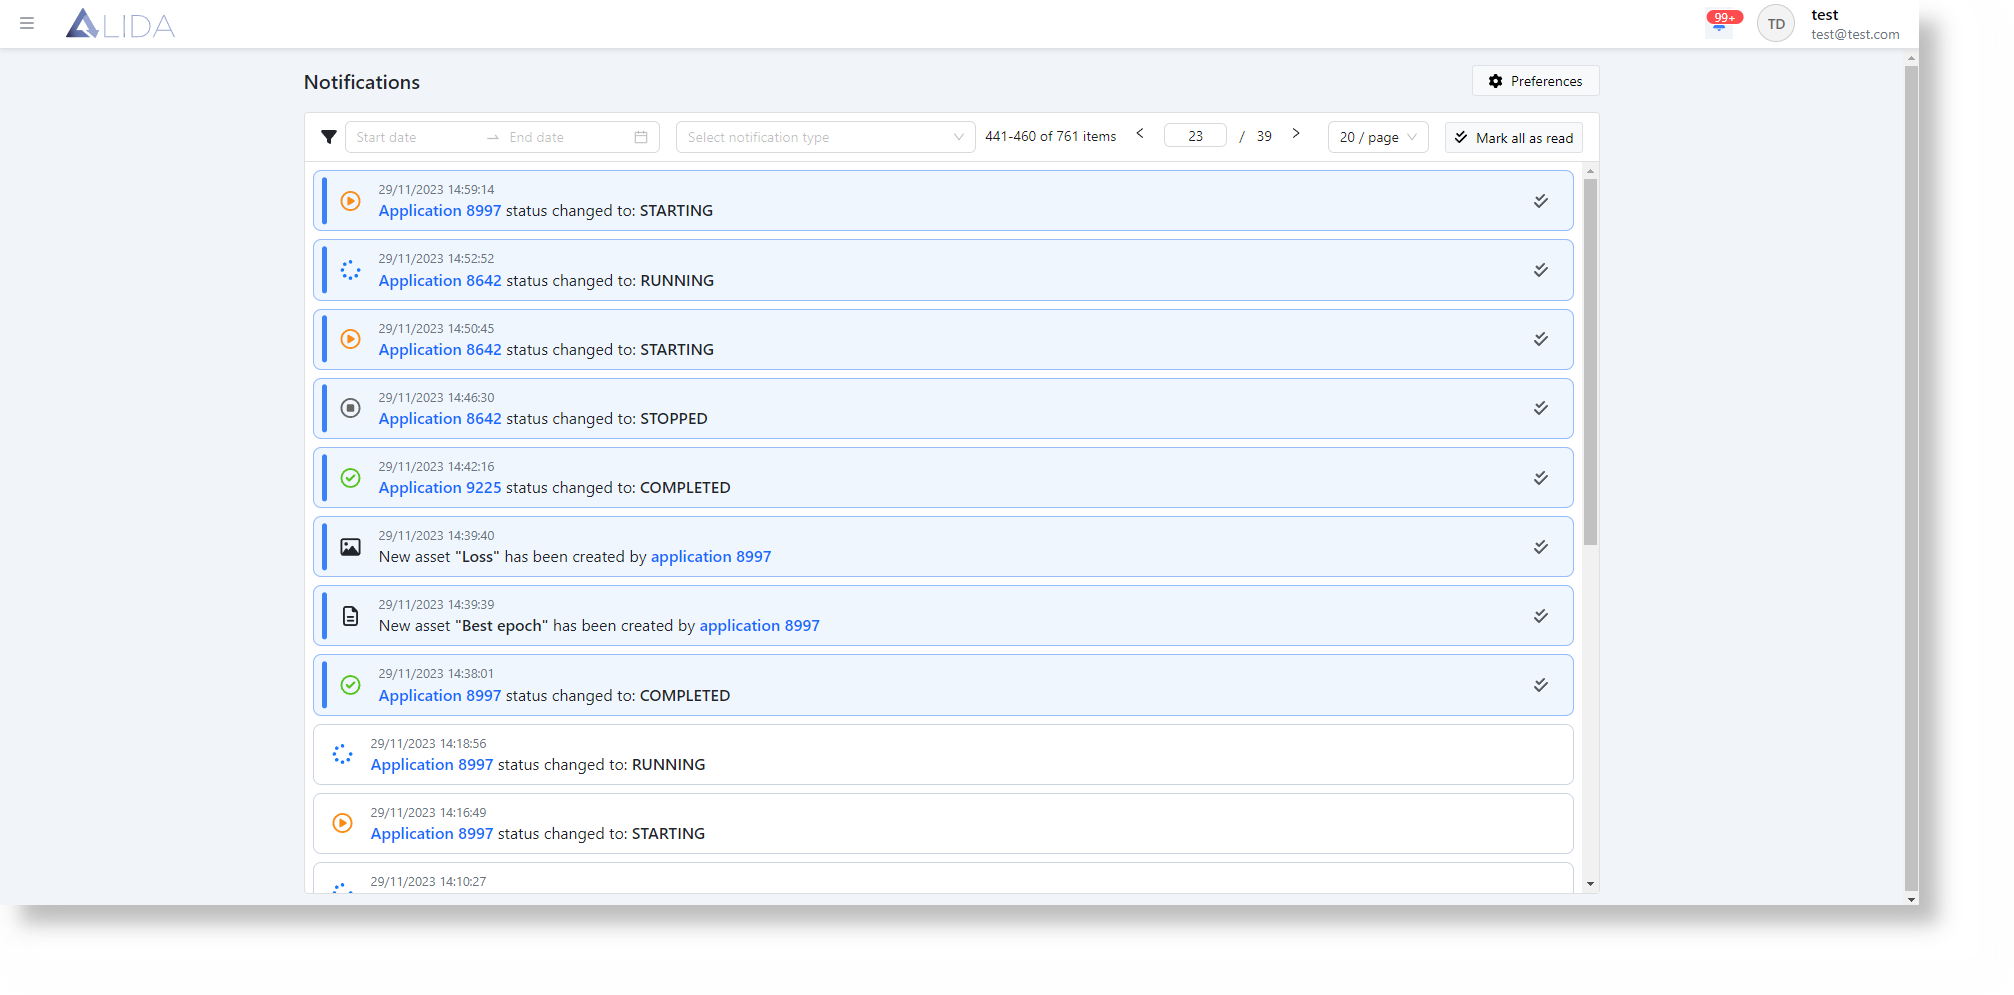 ALIDA
99+
TD
test
test@test.com
Notifications
Preferences
Start date
End date
Select notification type
441-460 of 761 items
23 / 39
20 / page
Mark all as read
29/11/2023 14:59:14
Application 8997 status changed to: STARTING
29/11/2023 14:52:52
Application 8642 status changed to: RUNNING
29/11/2023 14:50:45
Application 8642 status changed to: STARTING
29/11/2023 14:46:30
Application 8642 status changed to: STOPPED
29/11/2023 14:42:16
Application 9225 status changed to: COMPLETED
29/11/2023 14:39:40
New asset "Loss" has been created by application 8997
29/11/2023 14:39:39
New asset "Best epoch" has been created by application 8997
29/11/2023 14:38:01
Application 8997 status changed to: COMPLETED
29/11/2023 14:18:56
Application 8997 status changed to: RUNNING
29/11/2023 14:16:49
Application 8997 status changed to: STARTING
29/11/2023 14:10:27